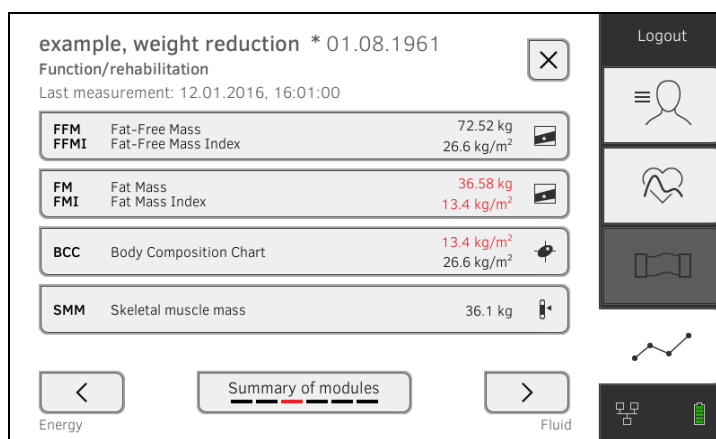 example, weight reduction * 01.08.1961
Function/rehabilitation
Last measurement: 12.01.2016, 16:01:00
FFM Fat-Free Mass 72.52 kg
FFMI Fat-Free Mass Index 26.6 kg/m²
FM Fat Mass 36.58 kg
FMI Fat Mass Index 13.4 kg/m²
BCC Body Composition Chart 13.4 kg/m²
26.6 kg/m²
SMM Skeletal muscle mass 36.1 kg
Summary of modules
Energy
Fluid
Logout